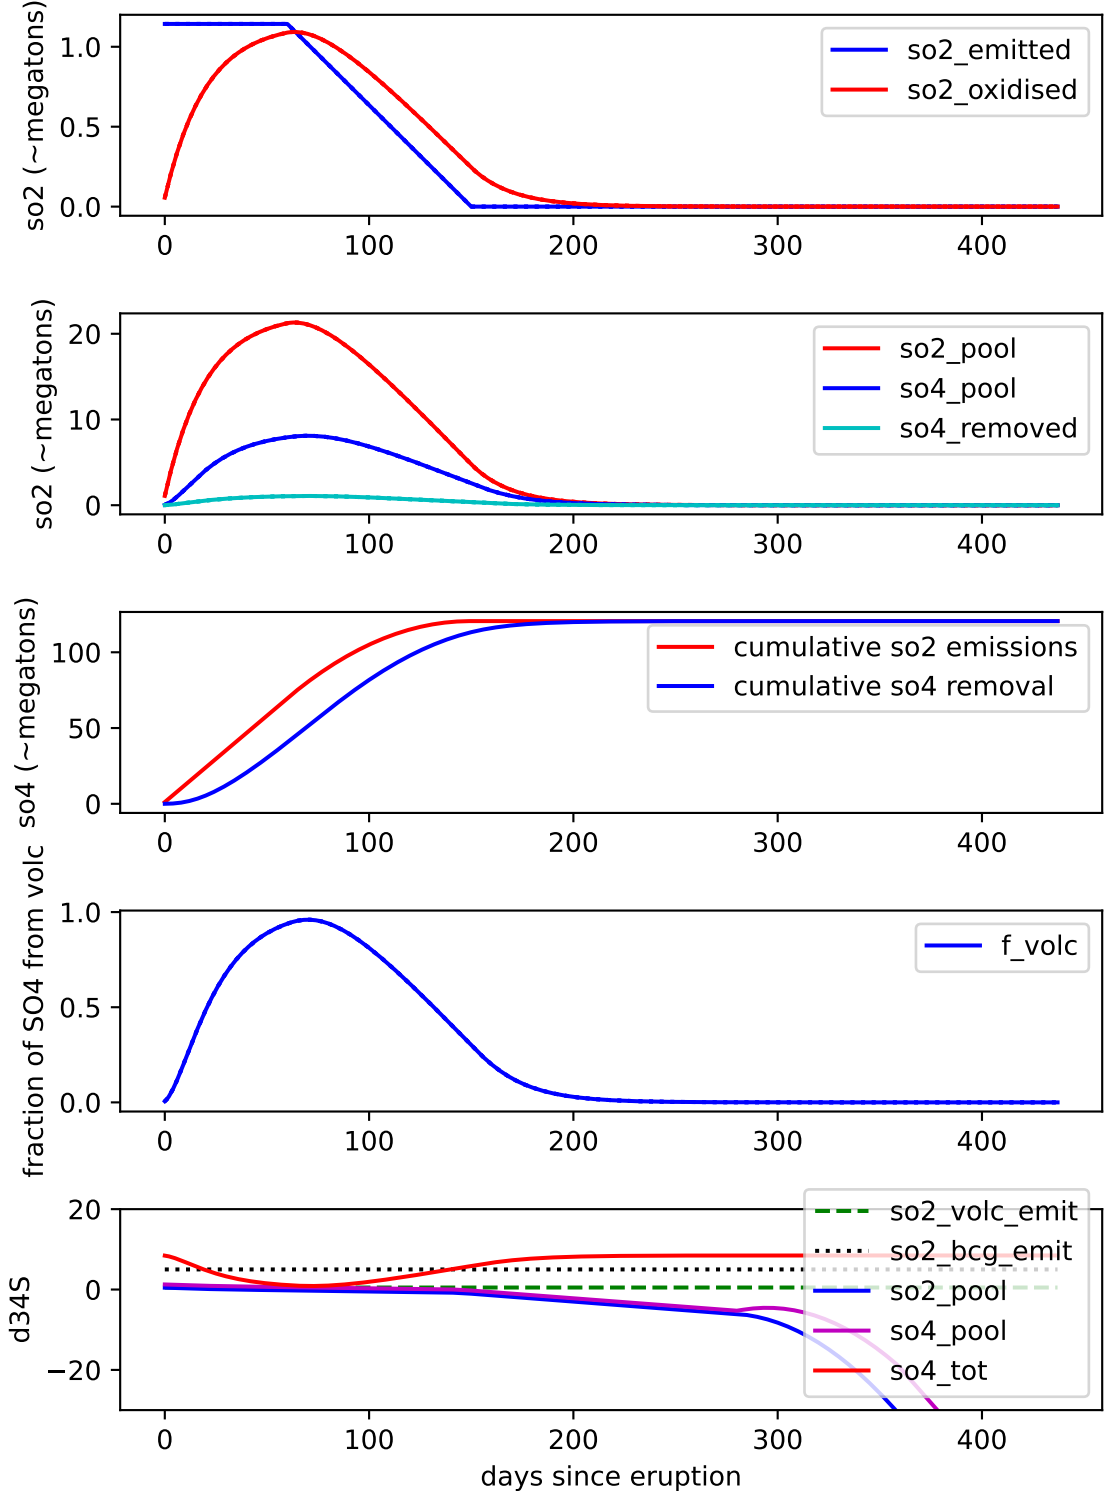 so2 (~megatons)
1.0
0.5
0.0
so2_emitted
so2_oxidised
0 100 200 300 400
so2 (~megatons)
20
10
0
so2_pool
so4_pool
so4_removed
0 100 200 300 400
so4 (~megatons)
100
50
0
cumulative so2 emissions
cumulative so4 removal
0 100 200 300 400
fraction of SO4 from volc
1.0
0.5
0.0
f_volc
0 100 200 300 400
d34S
20
0
−20
so2_volc_emit
so2_bcg_emit
so2_pool
so4_pool
so4_tot
0 100 200 300 400
days since eruption